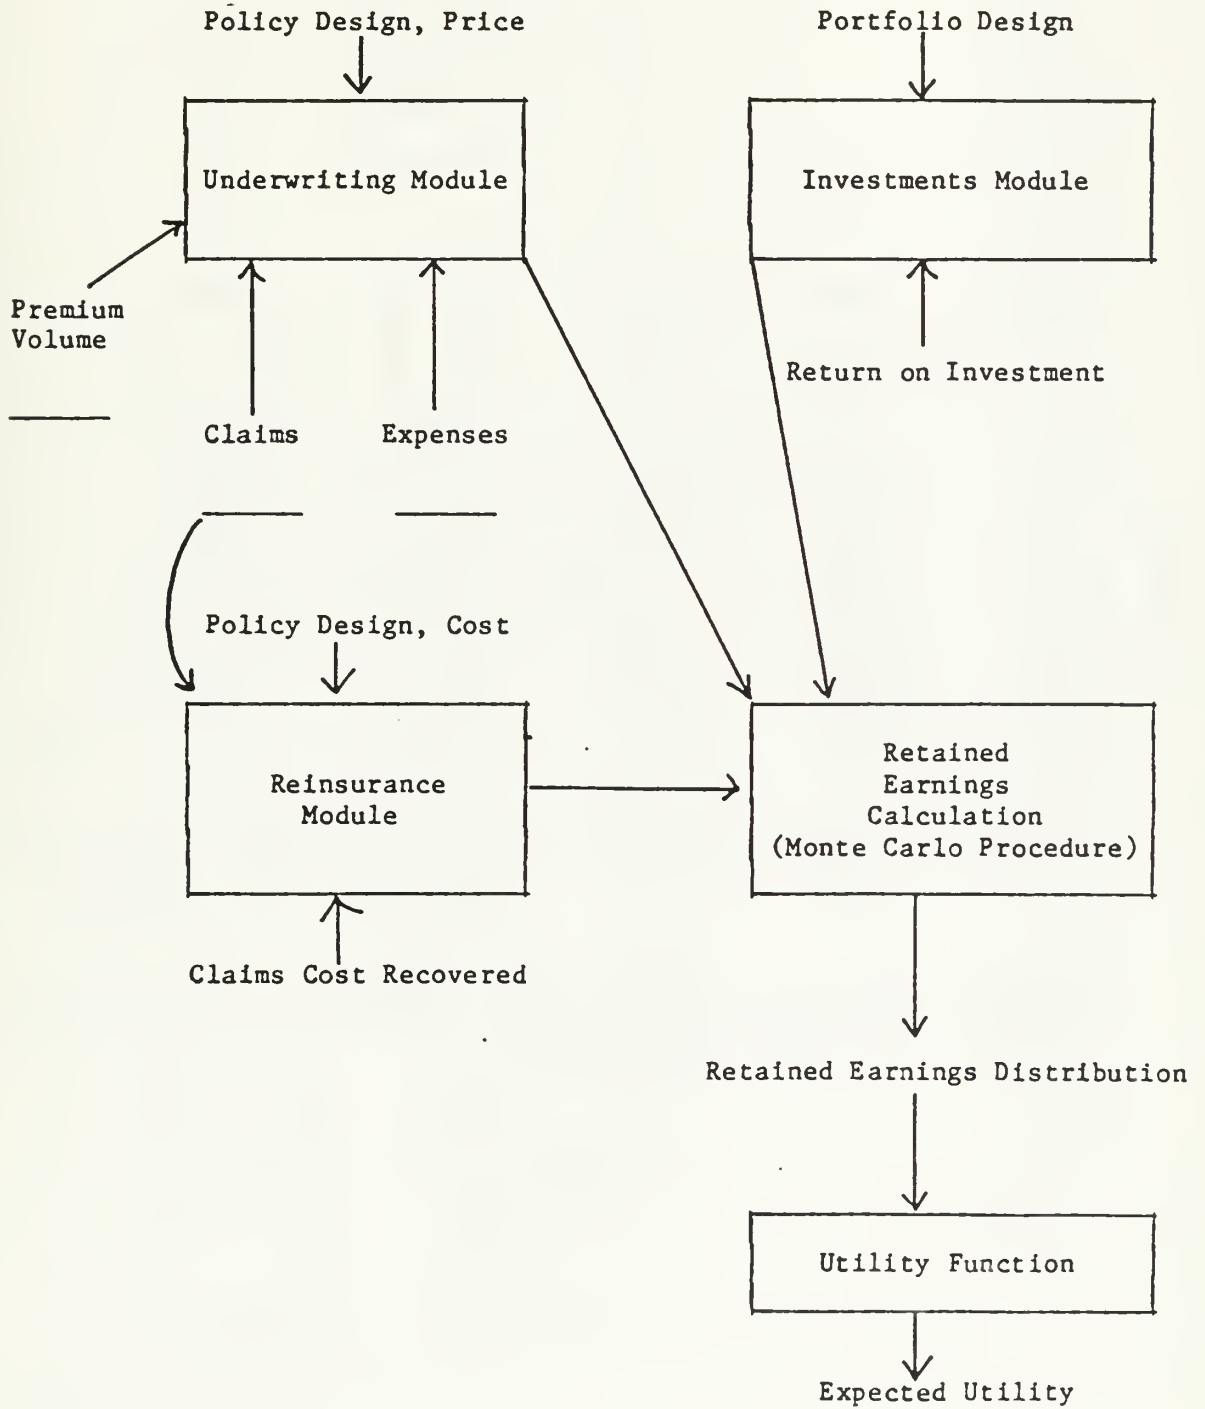 Policy Design, Price
Portfolio Design
Underwriting Module
Investments Module
Premium
Volume
Return on Investment
Claims
Expenses
Policy Design, Cost
Reinsurance
Module
Retained
Earnings
Calculation
(Monte Carlo Procedure)
Claims Cost Recovered
Retained Earnings Distribution
Utility Function
Expected Utility